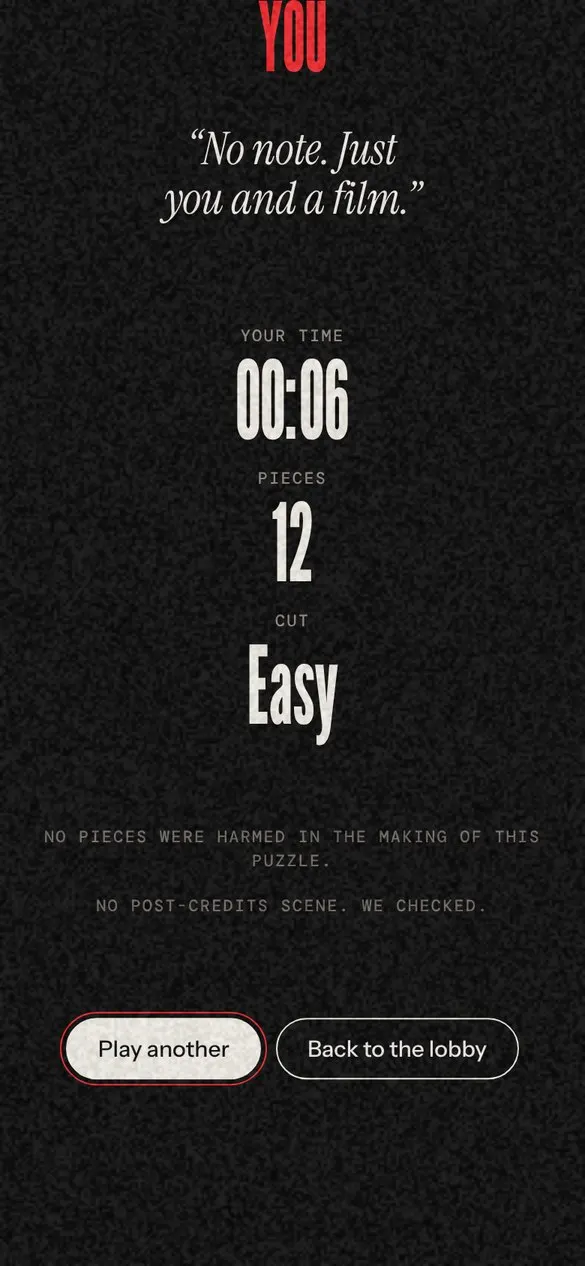 YOU
“No note. Just
you and a film.”
YOUR TIME
00:06
PIECES
12
CUT
Easy
NO PIECES WERE HARMED IN THE MAKING OF THIS
PUZZLE.
NO POST-CREDITS SCENE. WE CHECKED.
Play another
Back to the lobby